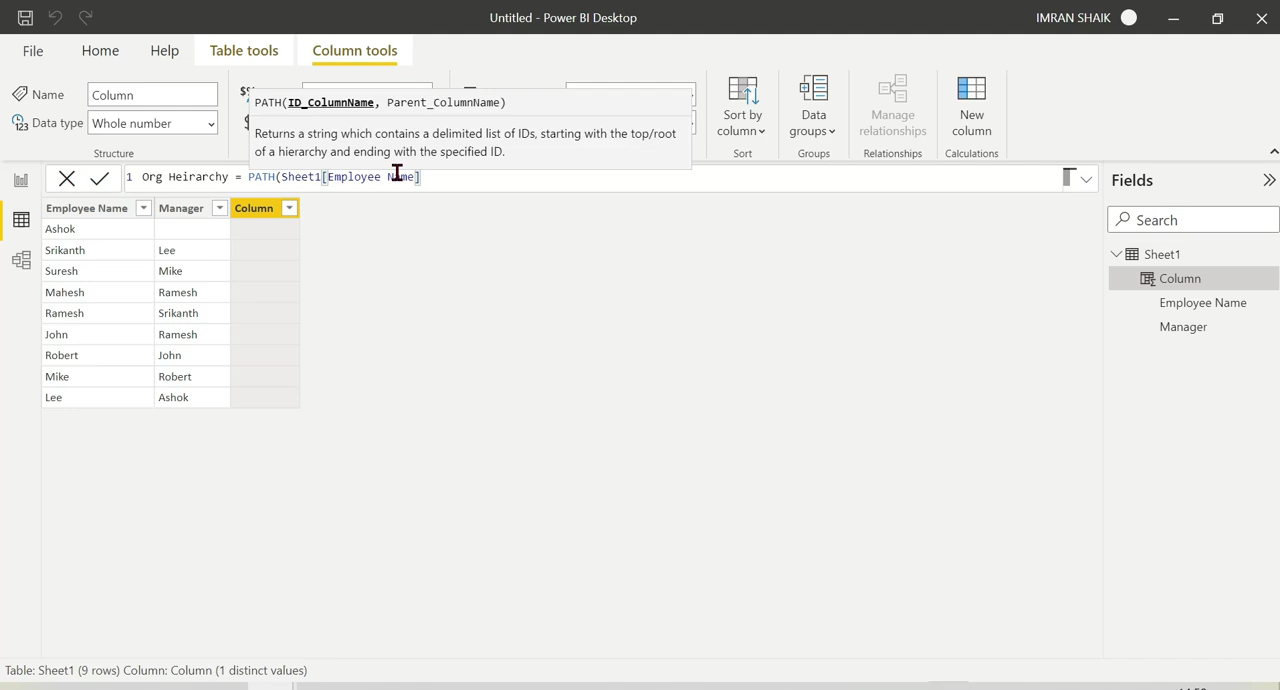 Untitled - Power BI Desktop
IMRAN SHAIK
File
Home
Help
Table tools
Column tools
Name
Column
Data type
Whole number
Structure
PATH(ID_ColumnName, Parent_ColumnName)
Returns a string which contains a delimited list of IDs, starting with the top/root
of a hierarchy and ending with the specified ID.
Sort by
column
Sort
Data
groups
Groups
Manage
relationships
Relationships
New
column
Calculations
1 Org Heirarchy = PATH(Sheet1[Employee Name]
Employee Name Manager Column
Ashok
Srikanth Lee
Suresh Mike
Mahesh Ramesh
Ramesh Srikanth
John Ramesh
Robert John
Mike Robert
Lee Ashok
Fields
Search
Sheet1
Column
Employee Name
Manager
Table: Sheet1 (9 rows) Column: Column (1 distinct values)